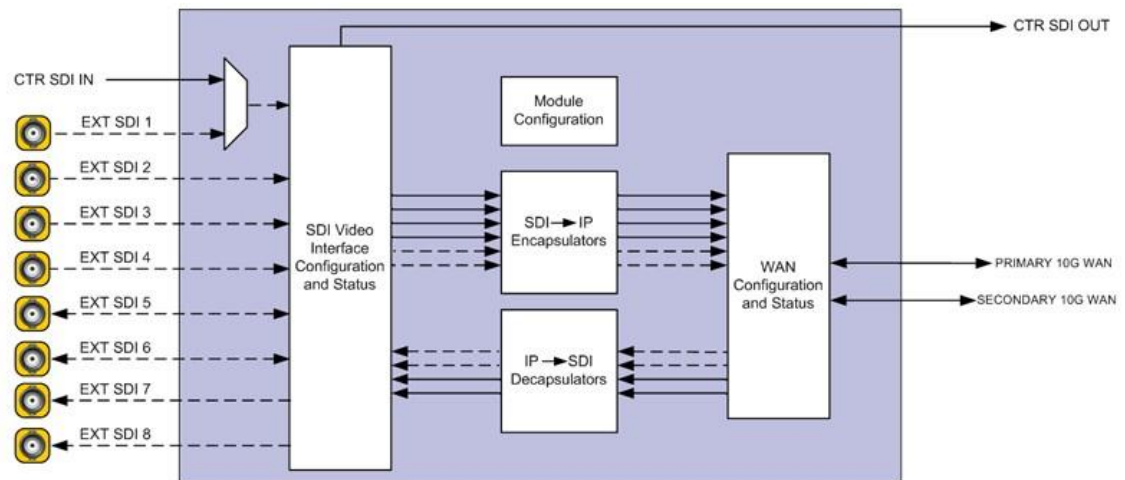 CTR SDI OUT
CTR SDI IN
EXT SDI 1
EXT SDI 2
EXT SDI 3
EXT SDI 4
EXT SDI 5
EXT SDI 6
EXT SDI 7
EXT SDI 8
SDI Video
Interface
Configuration
and Status
Module
Configuration
SDI → IP
Encapsulators
IP → SDI
Decapsulators
WAN
Configuration
and Status
PRIMARY 10G WAN
SECONDARY 10G WAN